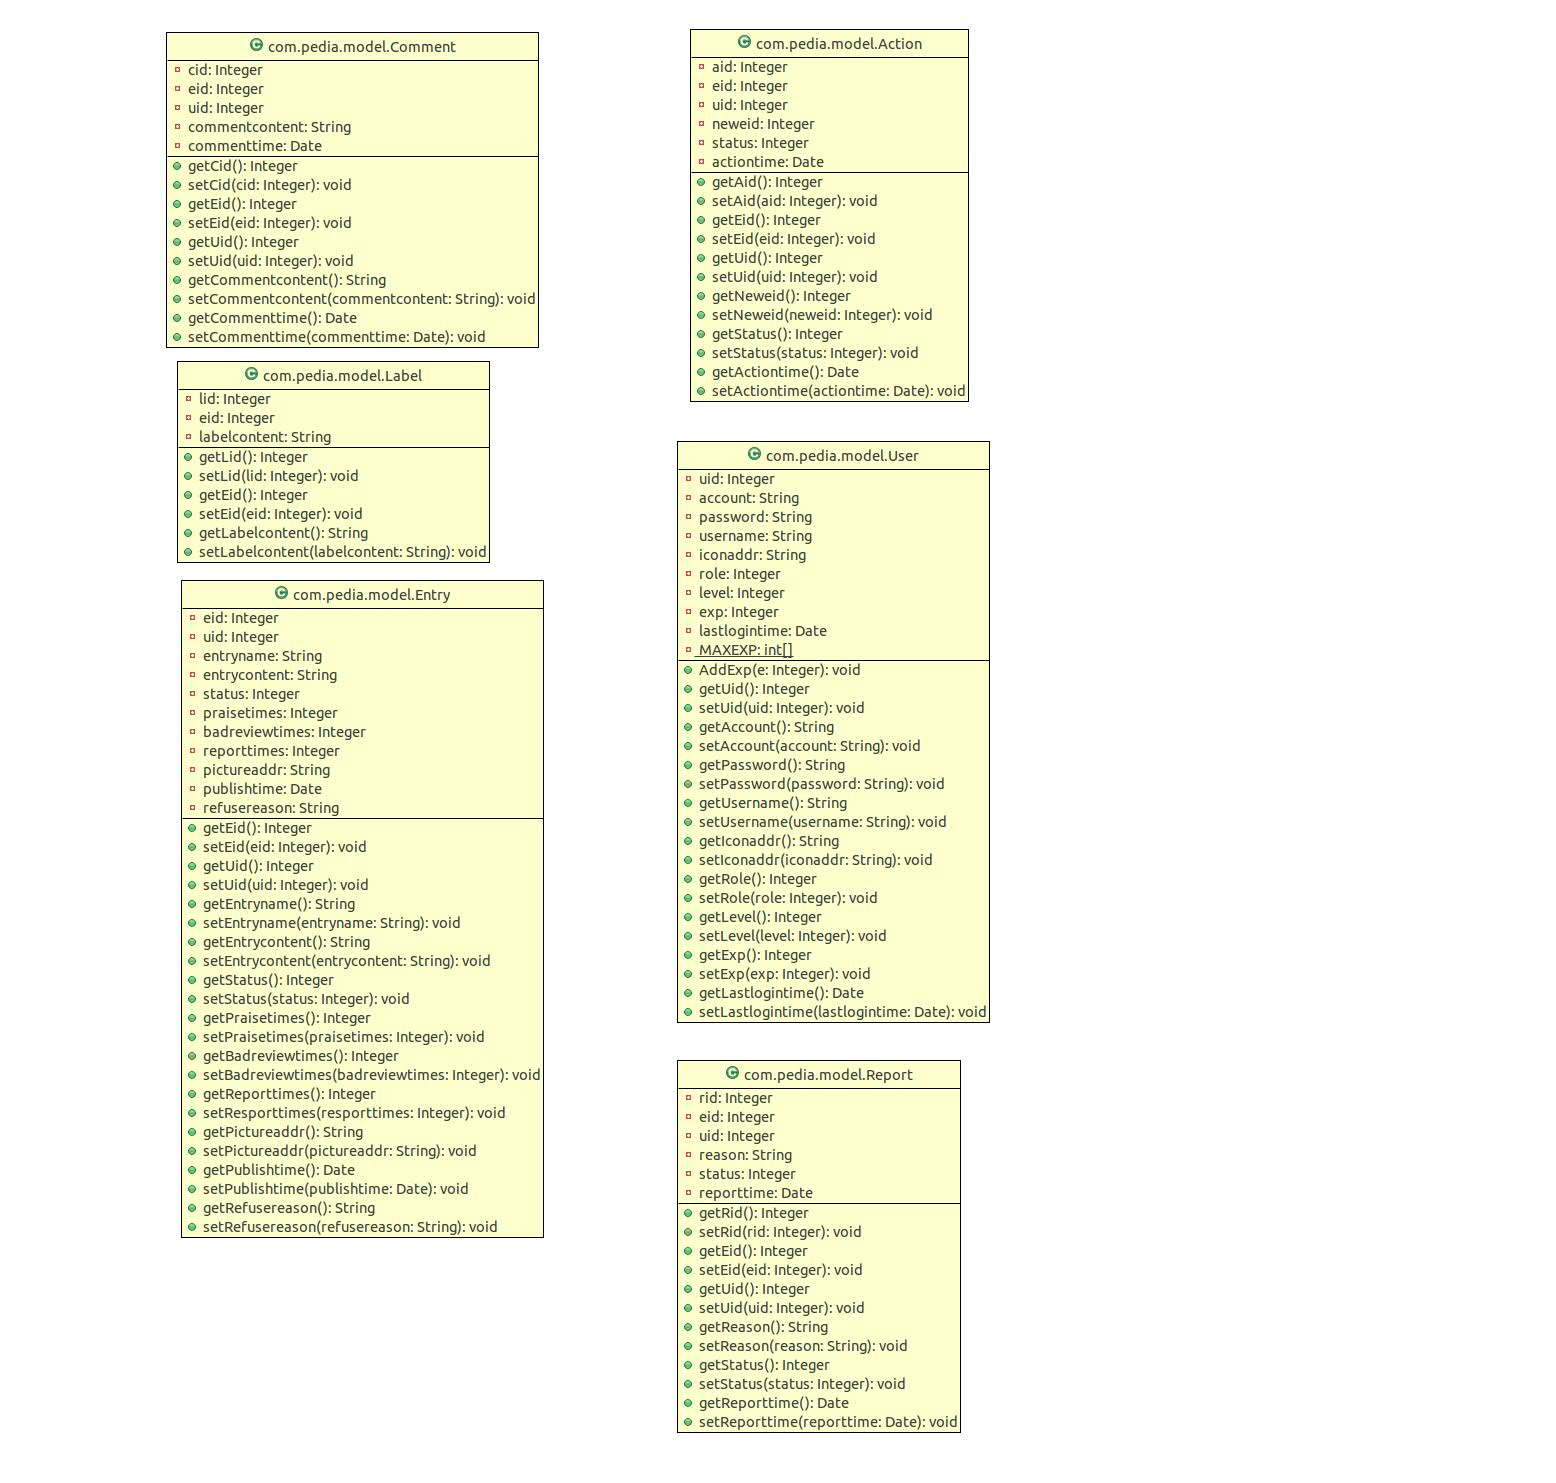 com.pedia.model.Comment
cid: Integer
eid: Integer
uid: Integer
commentcontent: String
commenttime: Date
getCid(): Integer
setCid(cid: Integer): void
getEid(): Integer
setEid(eid: Integer): void
getUid(): Integer
setUid(uid: Integer): void
getCommentcontent(): String
setCommentcontent(commentcontent: String): void
getCommenttime(): Date
setCommenttime(commenttime: Date): void
com.pedia.model.Label
lid: Integer
eid: Integer
labelcontent: String
getLid(): Integer
setLid(lid: Integer): void
getEid(): Integer
setEid(eid: Integer): void
getLabelcontent(): String
setLabelcontent(labelcontent: String): void
com.pedia.model.Entry
eid: Integer
uid: Integer
entryname: String
entrycontent: String
status: Integer
praisetimes: Integer
badreviewtimes: Integer
reporttimes: Integer
pictureaddr: String
publishtime: Date
refusereason: String
getEid(): Integer
setEid(eid: Integer): void
getUid(): Integer
setUid(uid: Integer): void
getEntryname(): String
setEntryname(entryname: String): void
getEntrycontent(): String
setEntrycontent(entrycontent: String): void
getStatus(): Integer
setStatus(status: Integer): void
getPraisetimes(): Integer
setPraisetimes(praisetimes: Integer): void
getBadreviewtimes(): Integer
setBadreviewtimes(badreviewtimes: Integer): void
getReporttimes(): Integer
setResporttimes(resporttimes: Integer): void
getPictureaddr(): String
setPictureaddr(pictureaddr: String): void
getPublishtime(): Date
setPublishtime(publishtime: Date): void
getRefusereason(): String
setRefusereason(refusereason: String): void
com.pedia.model.Action
aid: Integer
eid: Integer
uid: Integer
neweid: Integer
status: Integer
actiontime: Date
getAid(): Integer
setAid(aid: Integer): void
getEid(): Integer
setEid(eid: Integer): void
getUid(): Integer
setUid(uid: Integer): void
getNeweid(): Integer
setNeweid(neweid: Integer): void
getStatus(): Integer
setStatus(status: Integer): void
getActiontime(): Date
setActiontime(actiontime: Date): void
com.pedia.model.User
uid: Integer
account: String
password: String
username: String
iconaddr: String
role: Integer
level: Integer
exp: Integer
lastlogintime: Date
MAXEXP: int[]
AddExp(e: Integer): void
getUid(): Integer
setUid(uid: Integer): void
getAccount(): String
setAccount(account: String): void
getPassword(): String
setPassword(password: String): void
getUsername(): String
setUsername(username: String): void
getIconaddr(): String
setIconaddr(iconaddr: String): void
getRole(): Integer
setRole(role: Integer): void
getLevel(): Integer
setLevel(level: Integer): void
getExp(): Integer
setExp(exp: Integer): void
getLastlogintime(): Date
setLastlogintime(lastlogintime: Date): void
com.pedia.model.Report
rid: Integer
eid: Integer
uid: Integer
reason: String
status: Integer
reporttime: Date
getRid(): Integer
setRid(rid: Integer): void
getEid(): Integer
setEid(eid: Integer): void
getUid(): Integer
setUid(uid: Integer): void
getReason(): String
setReason(reason: String): void
getStatus(): Integer
setStatus(status: Integer): void
getReporttime(): Date
setReporttime(reporttime: Date): void